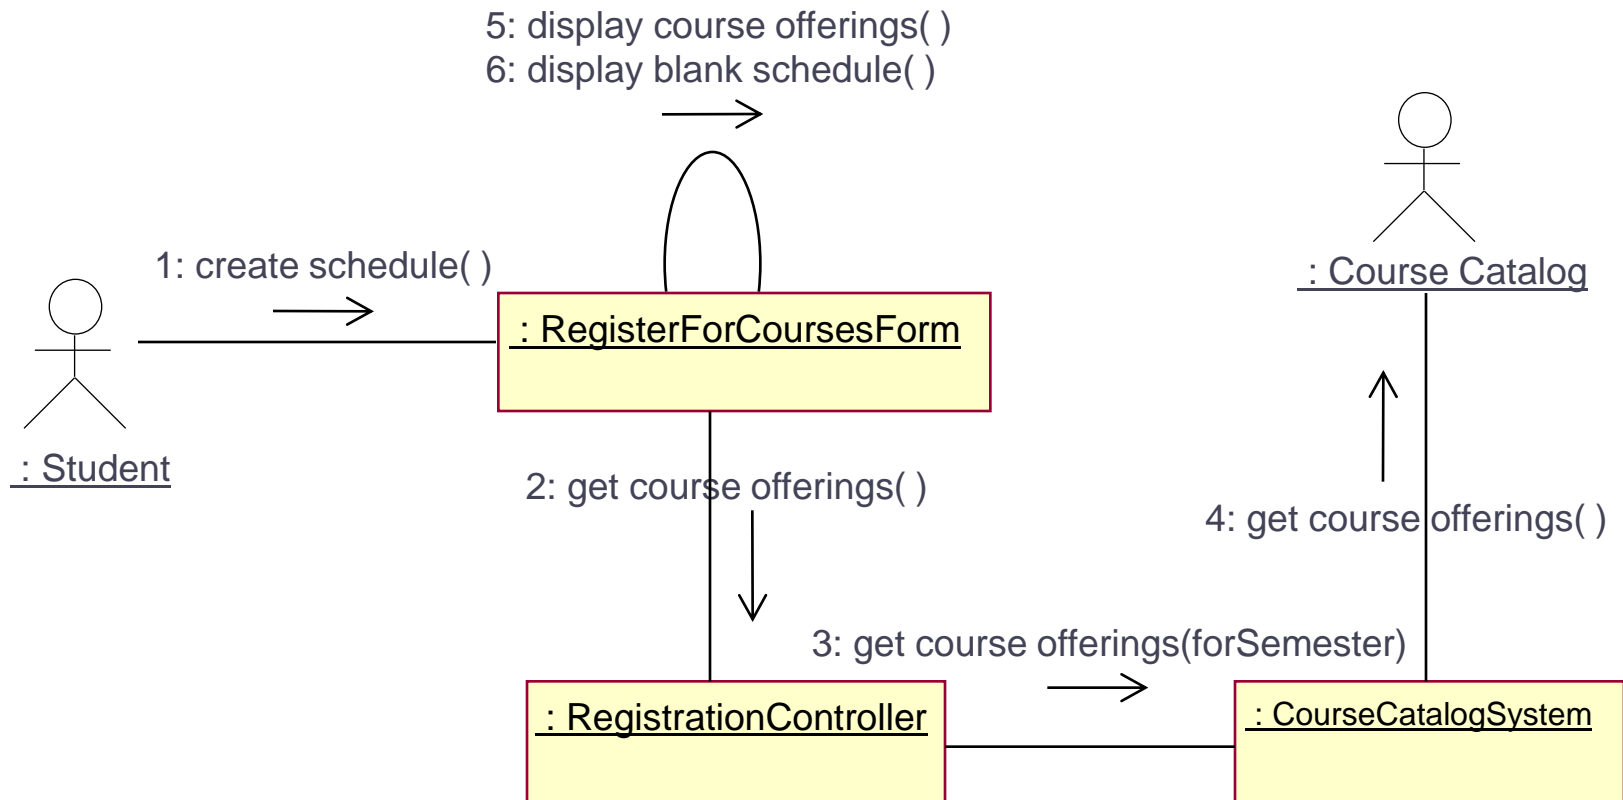 5: display course offerings( )
6: display blank schedule( )
: Course Catalog
1: create schedule( )
: RegisterForCoursesForm
: Student
2: get course offerings( )
4: get course offerings( )
3: get course offerings(forSemester)
: RegistrationController
: CourseCatalogSystem